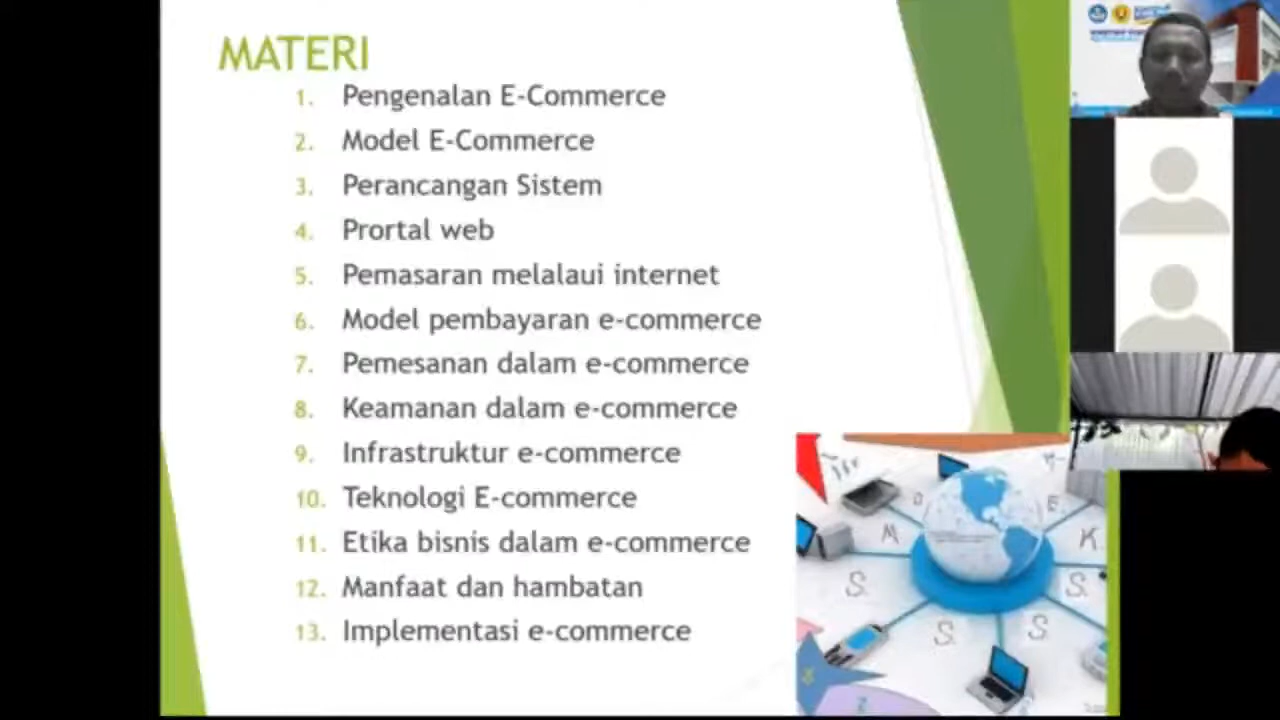 MATERI
1. Pengenalan E-Commerce
2. Model E-Commerce
3. Perancangan Sistem
4. Prortal web
5. Pemasaran melalaui internet
6. Model pembayaran e-commerce
7. Pemesanan dalam e-commerce
8. Keamanan dalam e-commerce
9. Infrastruktur e-commerce
10. Teknologi E-commerce
11. Etika bisnis dalam e-commerce
12. Manfaat dan hambatan
13. Implementasi e-commerce
M
K
S
S
S
S